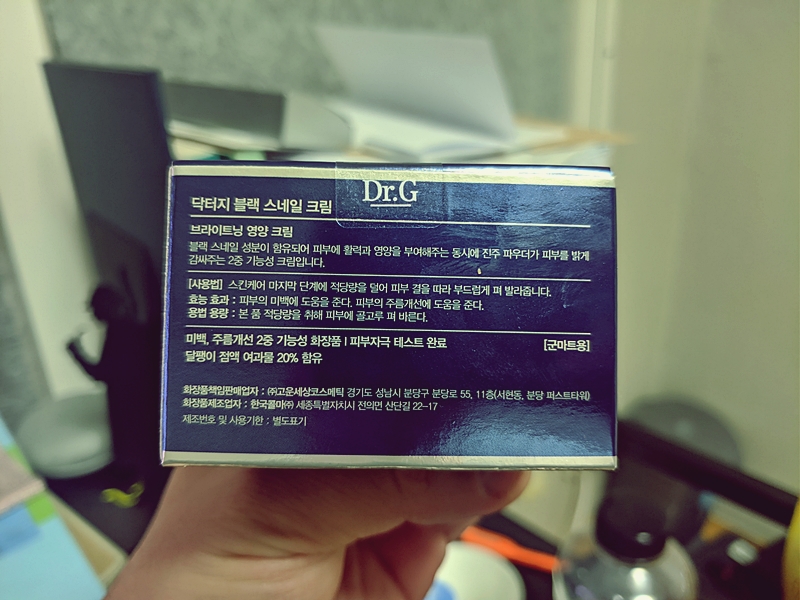 Dr.G
닥터지 블랙 스네일 크림
브라이트닝 영양 크림
블랙 스네일 성분이 함유되어 피부에 활력과 영양을 부여해주는 동시에 진주 파우더가 피부를 밝게
감싸주는 2중 기능성 크림입니다.
[사용법] 스킨케어 마지막 단계에 적당량을 덜어 피부 결을 따라 부드럽게 펴 발라줍니다.
효능 효과 : 피부의 미백에 도움을 준다. 피부의 주름개선에 도움을 준다.
용법 용량 : 본 품 적당량을 취해 피부에 골고루 펴 바른다.
미백, 주름개선 2중 기능성 화장품 | 피부자극 테스트 완료 [군마트용]
달팽이 점액 여과물 20% 함유
화장품책임판매업자 : ㈜고운세상코스메틱 경기도 성남시 분당구 분당로 55, 11층(서현동, 분당 퍼스트타워)
화장품제조업자 : 한국콜마㈜ 세종특별자치시 전의면 산단길 22-17
제조번호 및 사용기한 : 별도표기